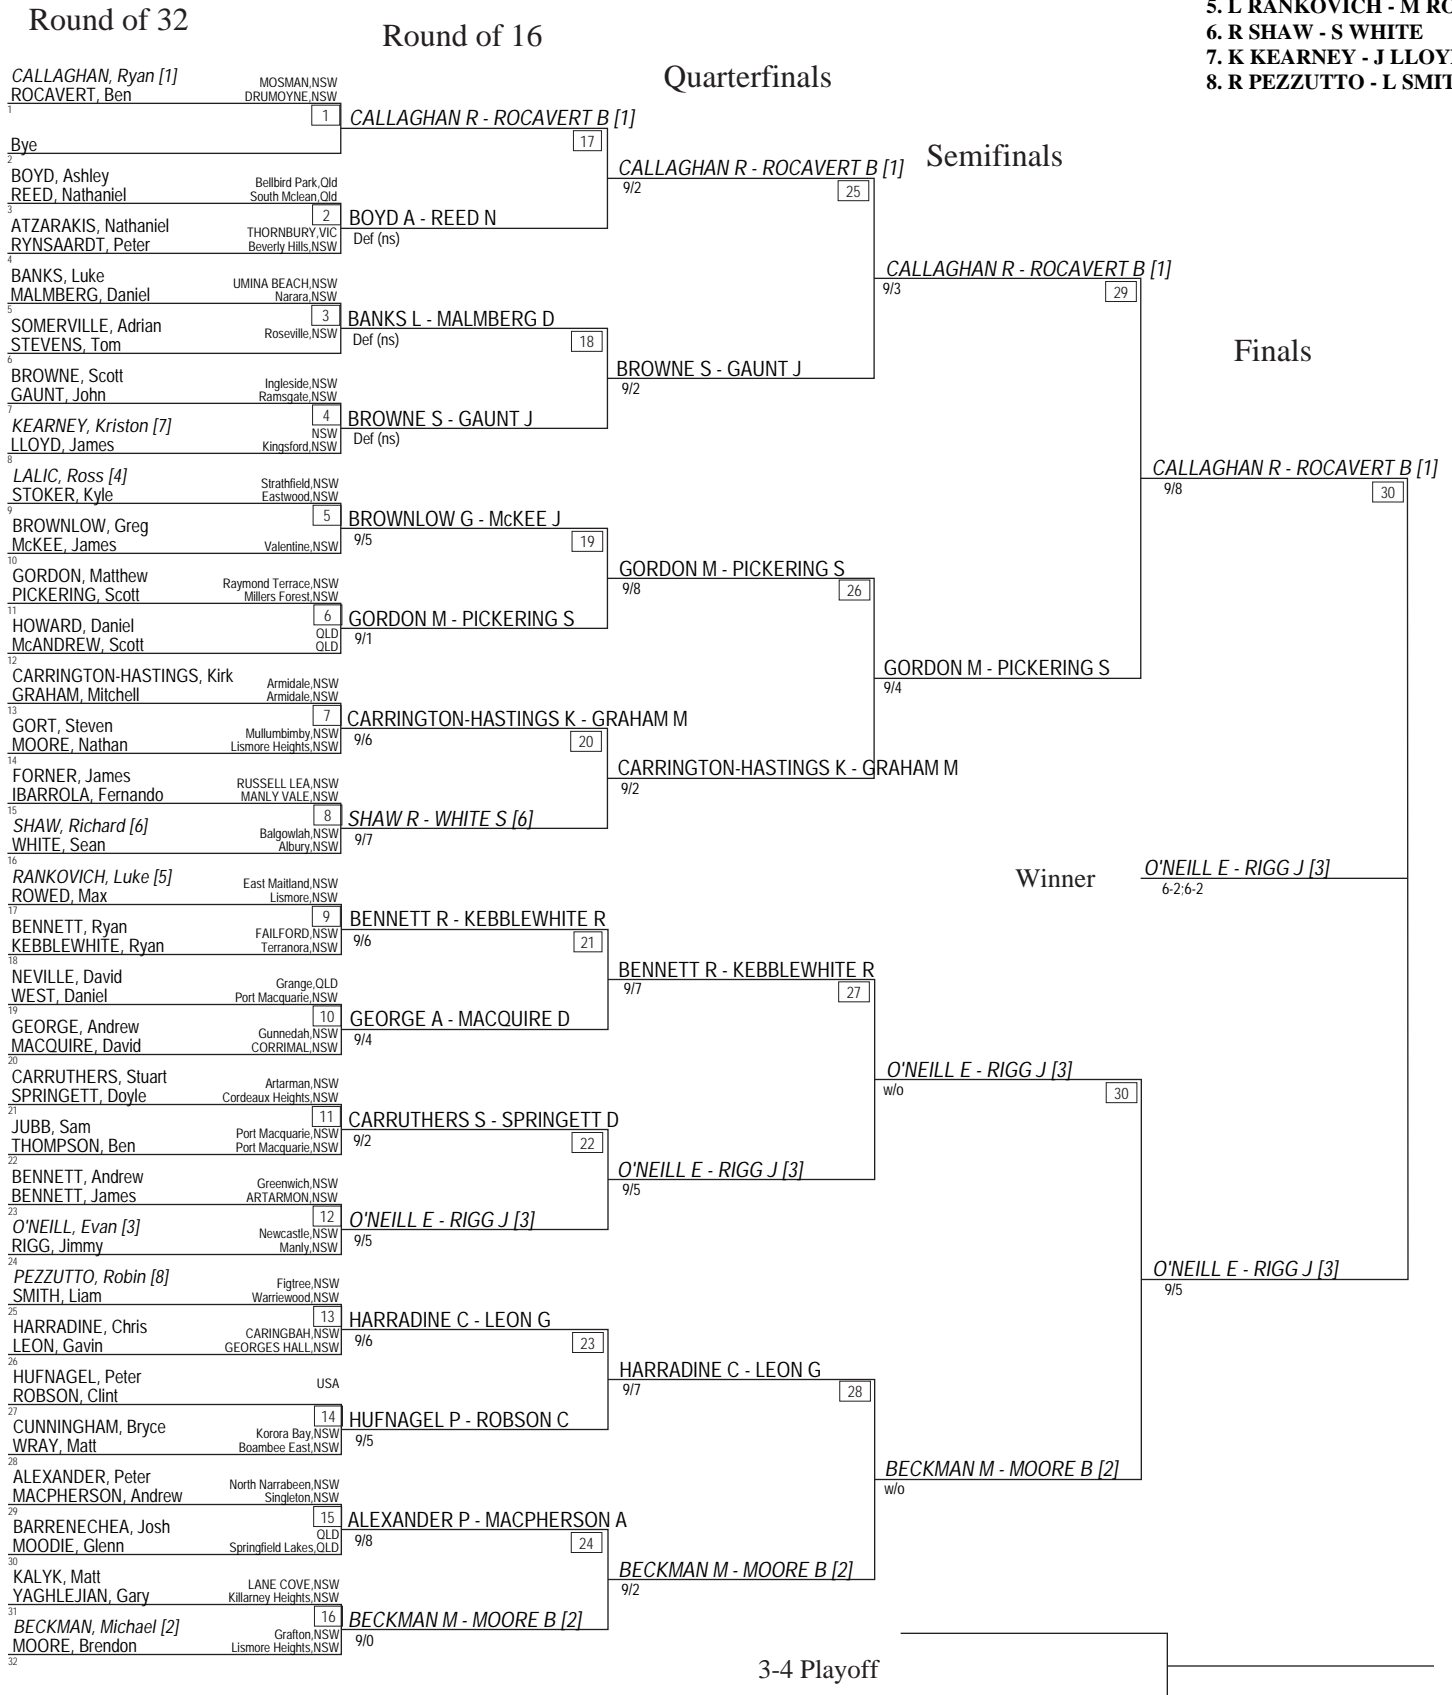 Round of 32
Round of 16
Quarterfinals
Semifinals
Finals
5. L RANKOVICH - M RO
6. R SHAW - S WHITE
7. K KEARNEY - J LLOY
8. R PEZZUTTO - L SMIT
CALLAGHAN, Ryan [1] MOSMAN,NSW
ROCAVERT, Ben DRUMOYNE,NSW
1
1
Bye
2
BOYD, Ashley Bellbird Park,Qld
REED, Nathaniel South Mclean,Qld
3
2
ATZARAKIS, Nathaniel THORNBURY,VIC
RYNSAARDT, Peter Beverly Hills,NSW
4
BANKS, Luke UMINA BEACH,NSW
MALMBERG, Daniel Narara,NSW
5
3
SOMERVILLE, Adrian Roseville,NSW
STEVENS, Tom
6
BROWNE, Scott Ingleside,NSW
GAUNT, John Ramsgate,NSW
7
4
KEARNEY, Kriston [7] NSW
LLOYD, James Kingsford,NSW
8
LALIC, Ross [4] Strathfield,NSW
STOKER, Kyle Eastwood,NSW
9
5
BROWNLOW, Greg
McKEE, James Valentine,NSW
10
GORDON, Matthew Raymond Terrace,NSW
PICKERING, Scott Millers Forest,NSW
11
6
HOWARD, Daniel QLD
McANDREW, Scott QLD
12
CARRINGTON-HASTINGS, Kirk Armidale,NSW
GRAHAM, Mitchell Armidale,NSW
13
7
GORT, Steven Mullumbimby,NSW
MOORE, Nathan Lismore Heights,NSW
14
FORNER, James RUSSELL LEA,NSW
IBARROLA, Fernando MANLY VALE,NSW
15
8
SHAW, Richard [6] Balgowlah,NSW
WHITE, Sean Albury,NSW
16
RANKOVICH, Luke [5] East Maitland,NSW
ROWED, Max Lismore,NSW
17
9
BENNETT, Ryan FAILFORD,NSW
KEBBLEWHITE, Ryan Terranora,NSW
18
NEVILLE, David Grange,QLD
WEST, Daniel Port Macquarie,NSW
19
10
GEORGE, Andrew Gunnedah,NSW
MACQUIRE, David CORRIMAL,NSW
20
CARRUTHERS, Stuart Artarman,NSW
SPRINGETT, Doyle Cordeaux Heights,NSW
21
11
JUBB, Sam Port Macquarie,NSW
THOMPSON, Ben Port Macquarie,NSW
22
BENNETT, Andrew Greenwich,NSW
BENNETT, James ARTARMON,NSW
23
12
O'NEILL, Evan [3] Newcastle,NSW
RIGG, Jimmy Manly,NSW
24
PEZZUTTO, Robin [8] Figtree,NSW
SMITH, Liam Warriewood,NSW
25
13
HARRADINE, Chris CARINGBAH,NSW
LEON, Gavin GEORGES HALL,NSW
26
HUFNAGEL, Peter USA
ROBSON, Clint
27
14
CUNNINGHAM, Bryce Korora Bay,NSW
WRAY, Matt Boambee East,NSW
28
ALEXANDER, Peter North Narrabeen,NSW
MACPHERSON, Andrew Singleton,NSW
29
15
BARRENECHEA, Josh QLD
MOODIE, Glenn Springfield Lakes,QLD
30
KALYK, Matt LANE COVE,NSW
YAGHLEJIAN, Gary Killarney Heights,NSW
31
16
BECKMAN, Michael [2] Grafton,NSW
MOORE, Brendon Lismore Heights,NSW
32
CALLAGHAN R - ROCAVERT B [1]
17
BOYD A - REED N
Def (ns)
BANKS L - MALMBERG D
Def (ns)
18
BROWNE S - GAUNT J
Def (ns)
BROWNLOW G - McKEE J
9/5
19
GORDON M - PICKERING S
9/1
CARRINGTON-HASTINGS K - GRAHAM M
9/6
20
SHAW R - WHITE S [6]
9/7
BENNETT R - KEBBLEWHITE R
9/6
21
GEORGE A - MACQUIRE D
9/4
CARRUTHERS S - SPRINGETT D
9/2
22
O'NEILL E - RIGG J [3]
9/5
HARRADINE C - LEON G
9/6
23
HUFNAGEL P - ROBSON C
9/5
ALEXANDER P - MACPHERSON A
9/8
24
BECKMAN M - MOORE B [2]
9/0
CALLAGHAN R - ROCAVERT B [1]
9/2
25
BROWNE S - GAUNT J
9/2
GORDON M - PICKERING S
9/8
26
CARRINGTON-HASTINGS K - GRAHAM M
9/2
BENNETT R - KEBBLEWHITE R
9/7
27
O'NEILL E - RIGG J [3]
9/5
HARRADINE C - LEON G
9/7
28
BECKMAN M - MOORE B [2]
9/2
CALLAGHAN R - ROCAVERT B [1]
9/3
29
GORDON M - PICKERING S
9/4
O'NEILL E - RIGG J [3]
w/o
30
BECKMAN M - MOORE B [2]
w/o
CALLAGHAN R - ROCAVERT B [1]
9/8
30
Winner
O'NEILL E - RIGG J [3]
6-2;6-2
O'NEILL E - RIGG J [3]
9/5
3-4 Playoff